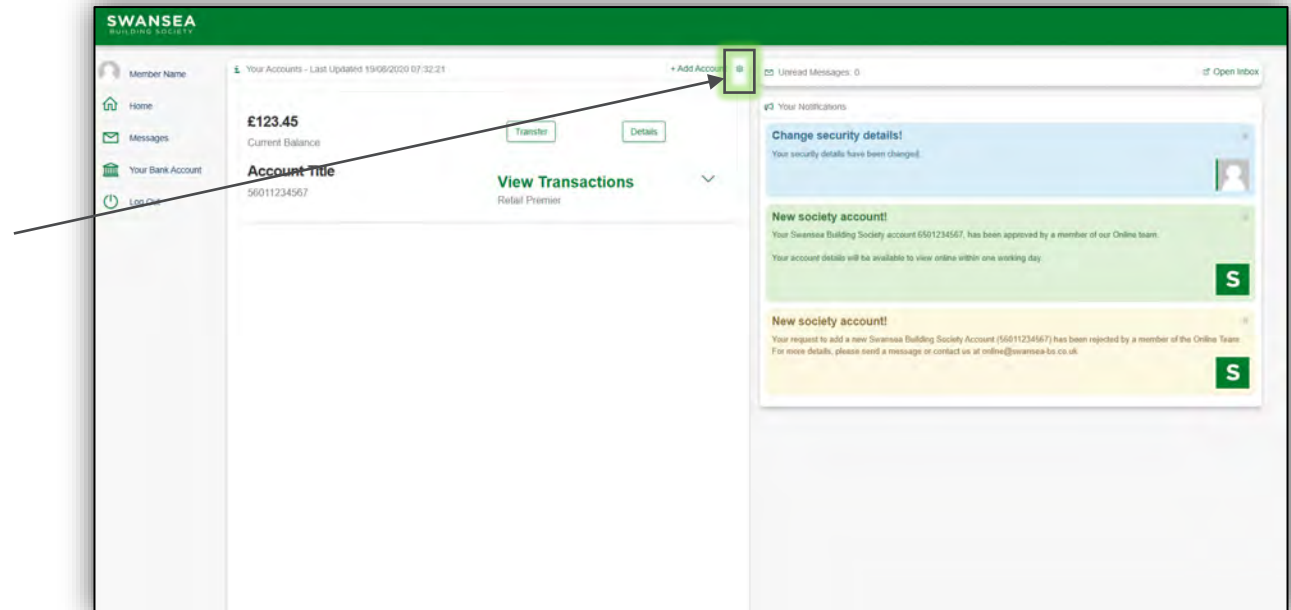 SWANSEA
BUILDING SOCIETY
Member Name
Home
Messages
Your Bank Account
Log Out
Your Accounts - Last Updated 19/08/2020 07:32:21
+ Add Account
£123.45
Current Balance
Transfer
Details
Account Title
56011234567
View Transactions
Retail Premier
Unread Messages: 0
Open Inbox
Your Notifications
Change security details!
Your security details have been changed.
New society account!
Your Swansea Building Society account 6501234567, has been approved by a member of our Online team.
Your account details will be available to view online within one working day.
S
New society account!
Your request to add a new Swansea Building Society Account (56011234567) has been rejected by a member of the Online Team.
For more details, please send a message or contact us at online@swansea-bs.co.uk
S